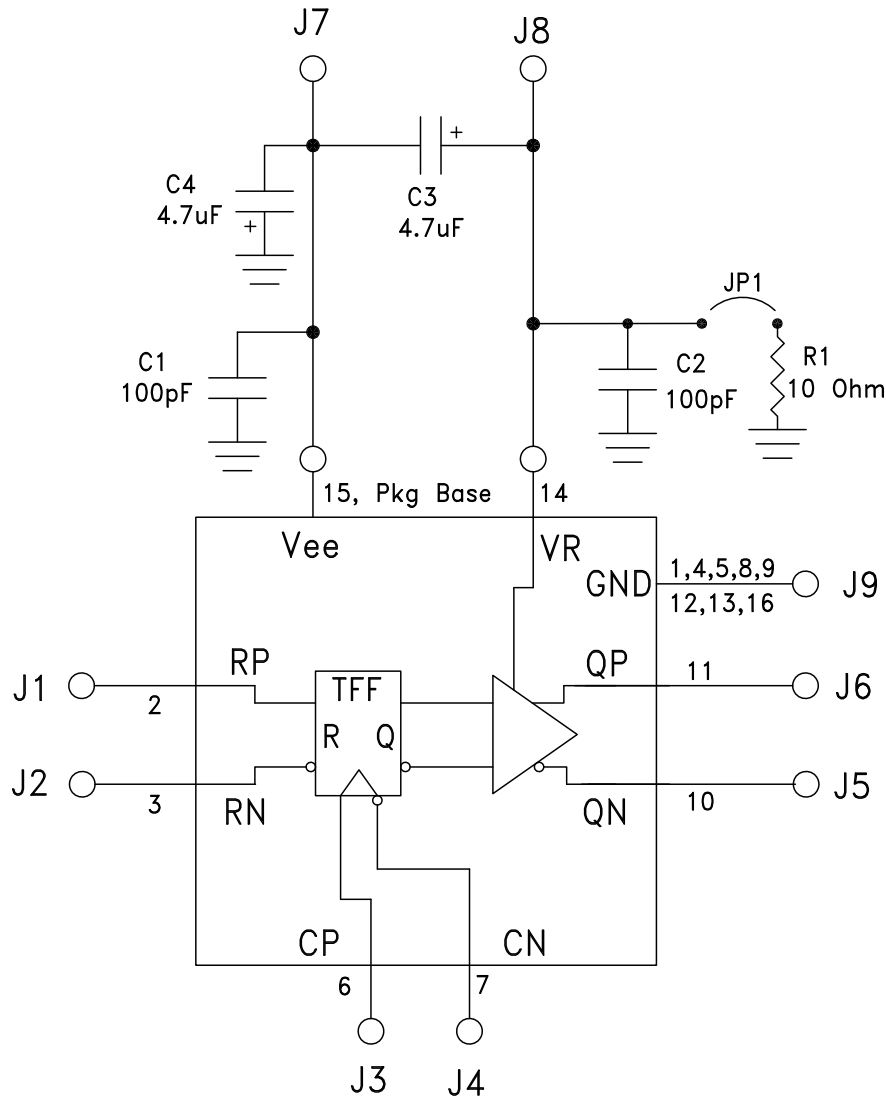 J7
J8
+
C4
4.7uF
+
C3
4.7uF
JP1
C1
100pF
C2
100pF
R1
10 Ohm
15, Pkg Base
14
Vee
VR
GND
1,4,5,8,9
12,13,16
J9
J1
2
RP
TFF
R
Q
QP
11
J6
J2
3
RN
QN
10
J5
CP
CN
6
7
J3
J4